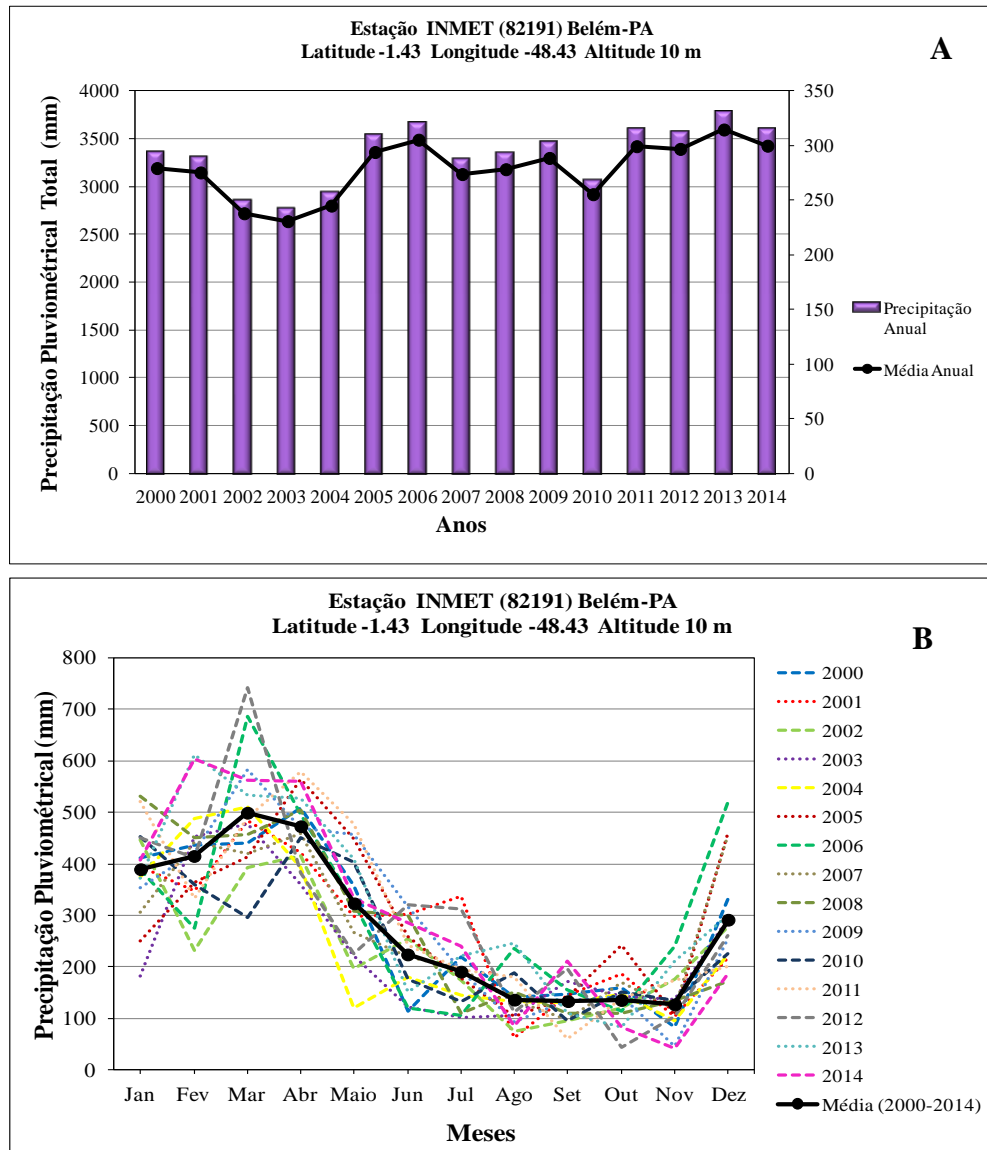 Estação INMET (82191) Belém-PA
Latitude -1.43 Longitude -48.43 Altitude 10 m
A
Precipitação Pluviométrical Total (mm)
4000
3500
3000
2500
2000
1500
1000
500
0
350
300
250
200
150
100
50
0
2000 2001 2002 2003 2004 2005 2006 2007 2008 2009 2010 2011 2012 2013 2014
Anos
Precipitação
Anual
Média Anual
Estação INMET (82191) Belém-PA
Latitude -1.43 Longitude -48.43 Altitude 10 m
B
Precipitação Pluviométrical (mm)
800
700
600
500
400
300
200
100
0
Jan Fev Mar Abr Maio Jun Jul Ago Set Out Nov Dez
Meses
2000
2001
2002
2003
2004
2005
2006
2007
2008
2009
2010
2011
2012
2013
2014
Média (2000-2014)